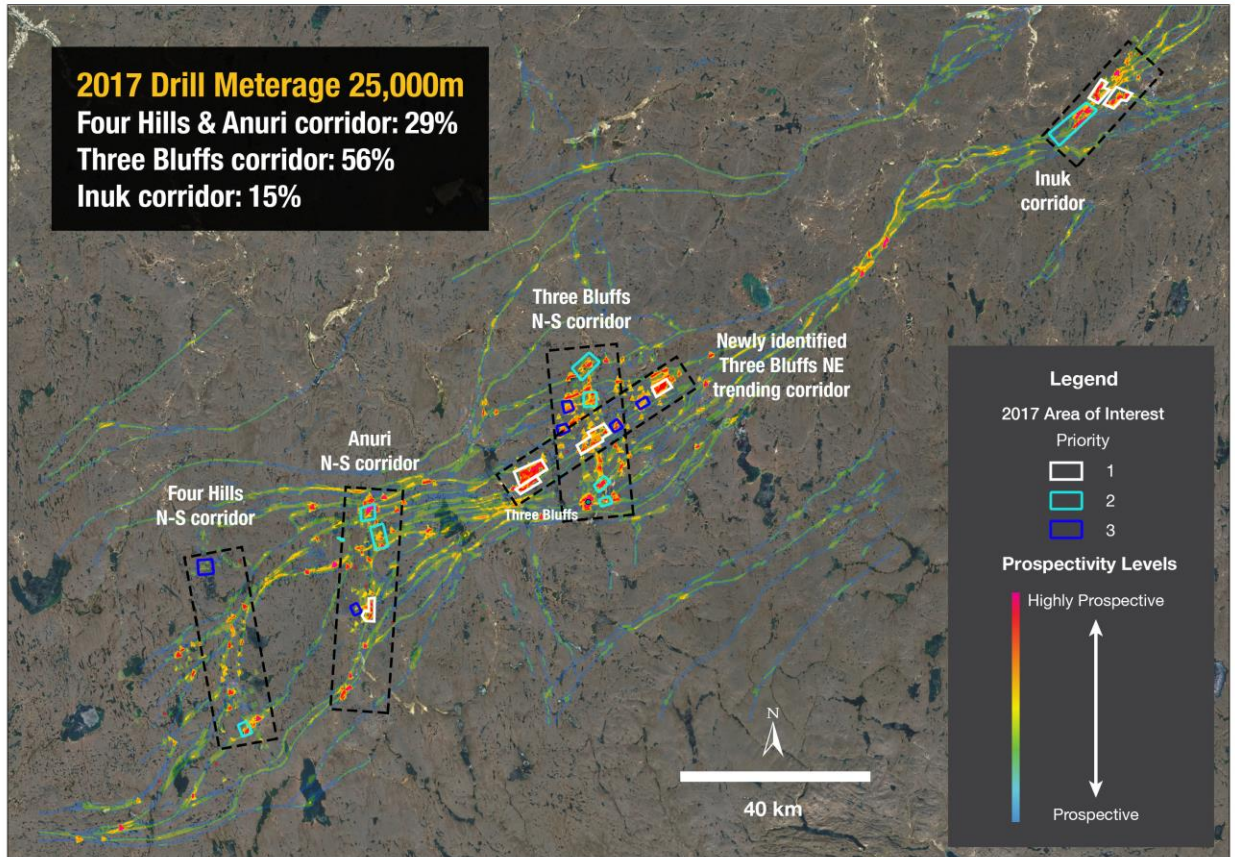 2017 Drill Meterage 25,000m
Four Hills & Anuri corridor: 29%
Three Bluffs corridor: 56%
Inuk corridor: 15%
Inuk
corridor
Three Bluffs
N-S corridor
Newly identified
Three Bluffs NE
trending corridor
Anuri
N-S corridor
Four Hills
N-S corridor
Three Bluffs
N
40 km
Legend
2017 Area of Interest
Priority
1
2
3
Prospectivity Levels
Highly Prospective
Prospective